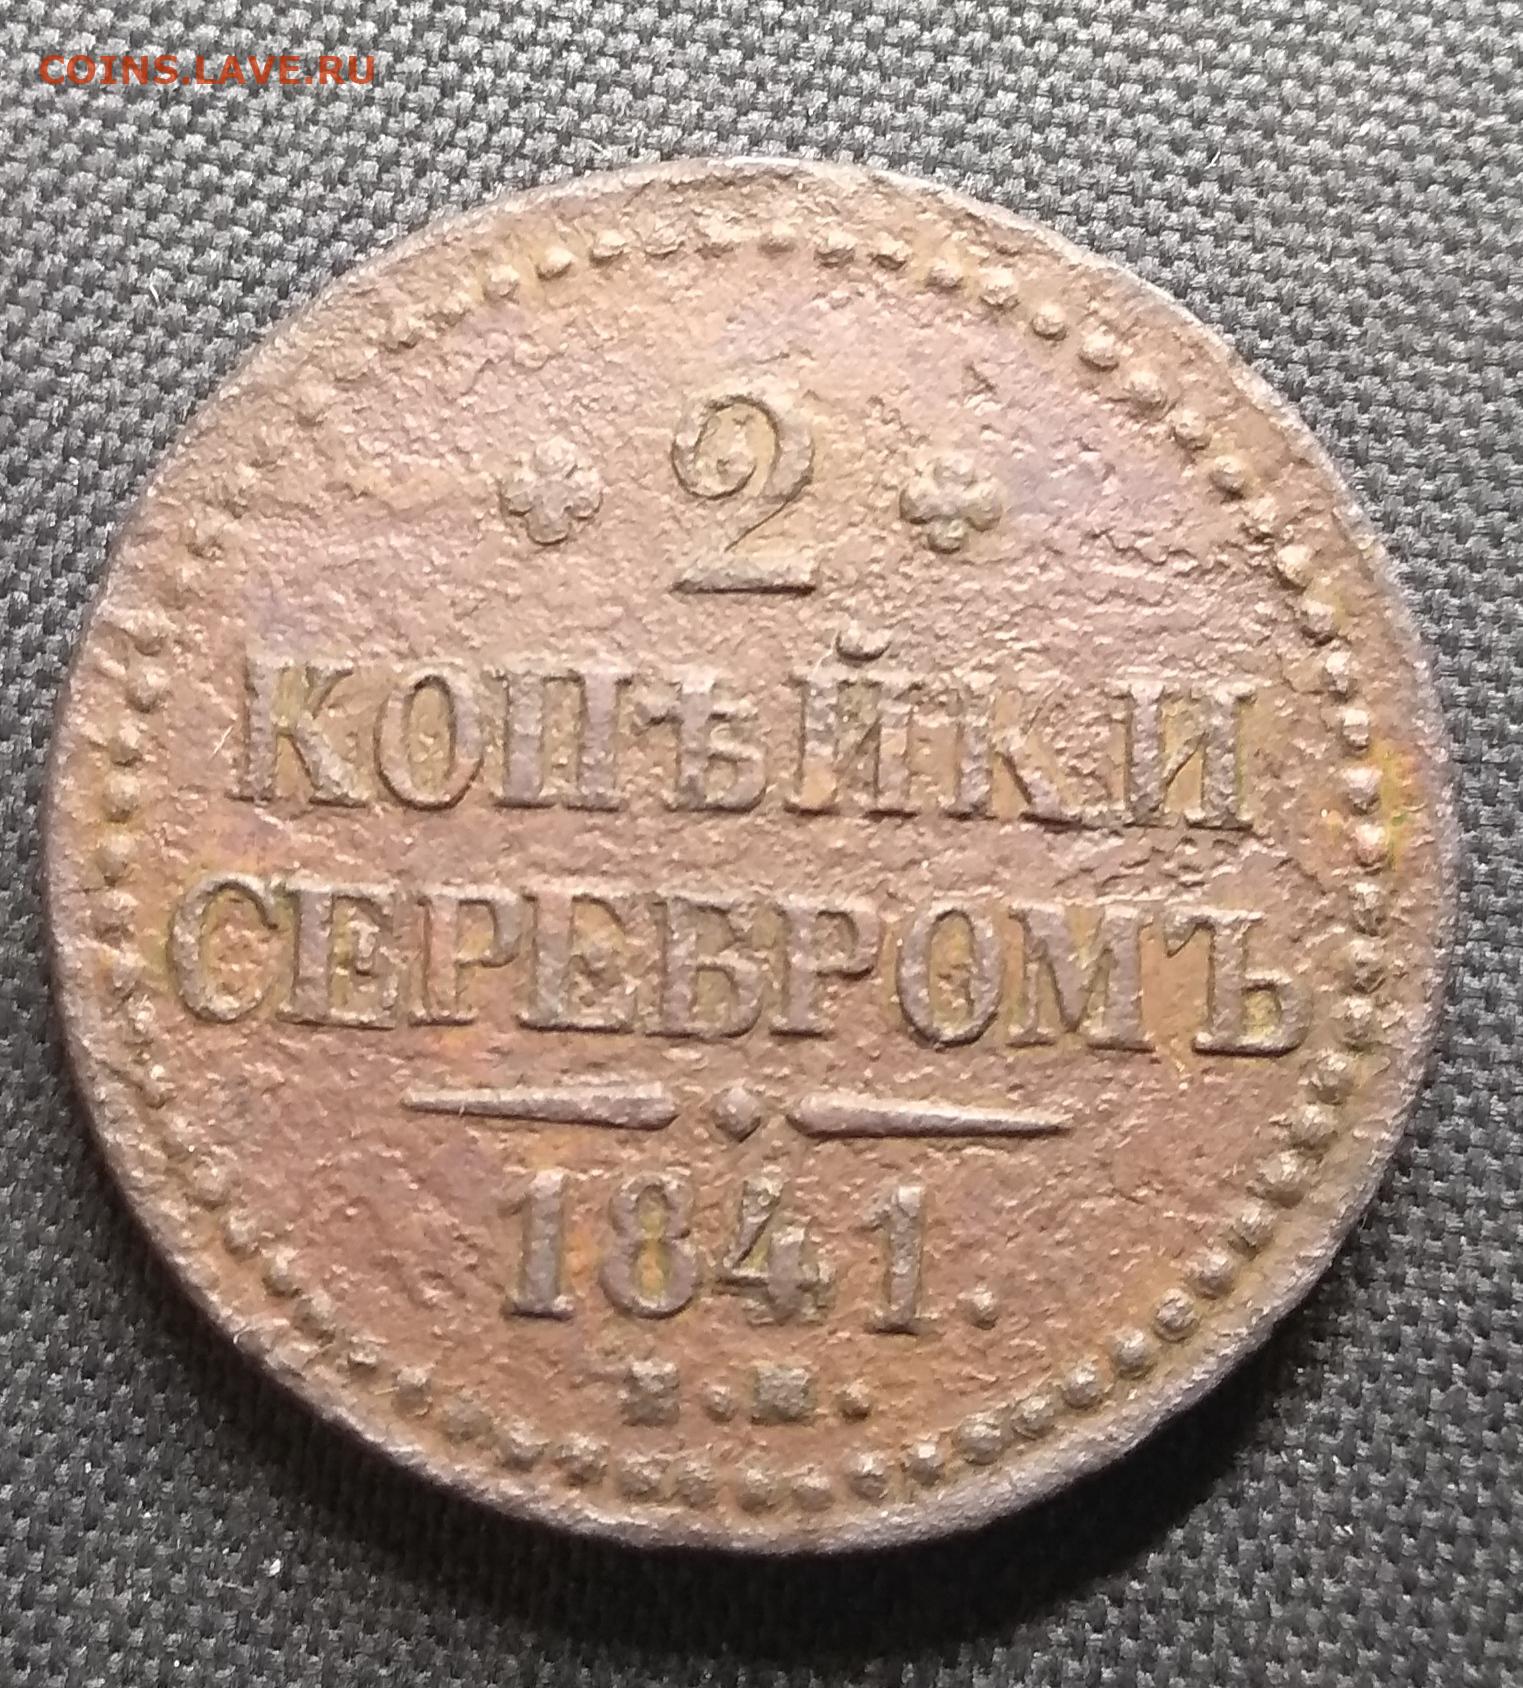 COINS.LAVE.RU
2
КОПѢЙКИ
СЕРЕБРОМЪ
1841.